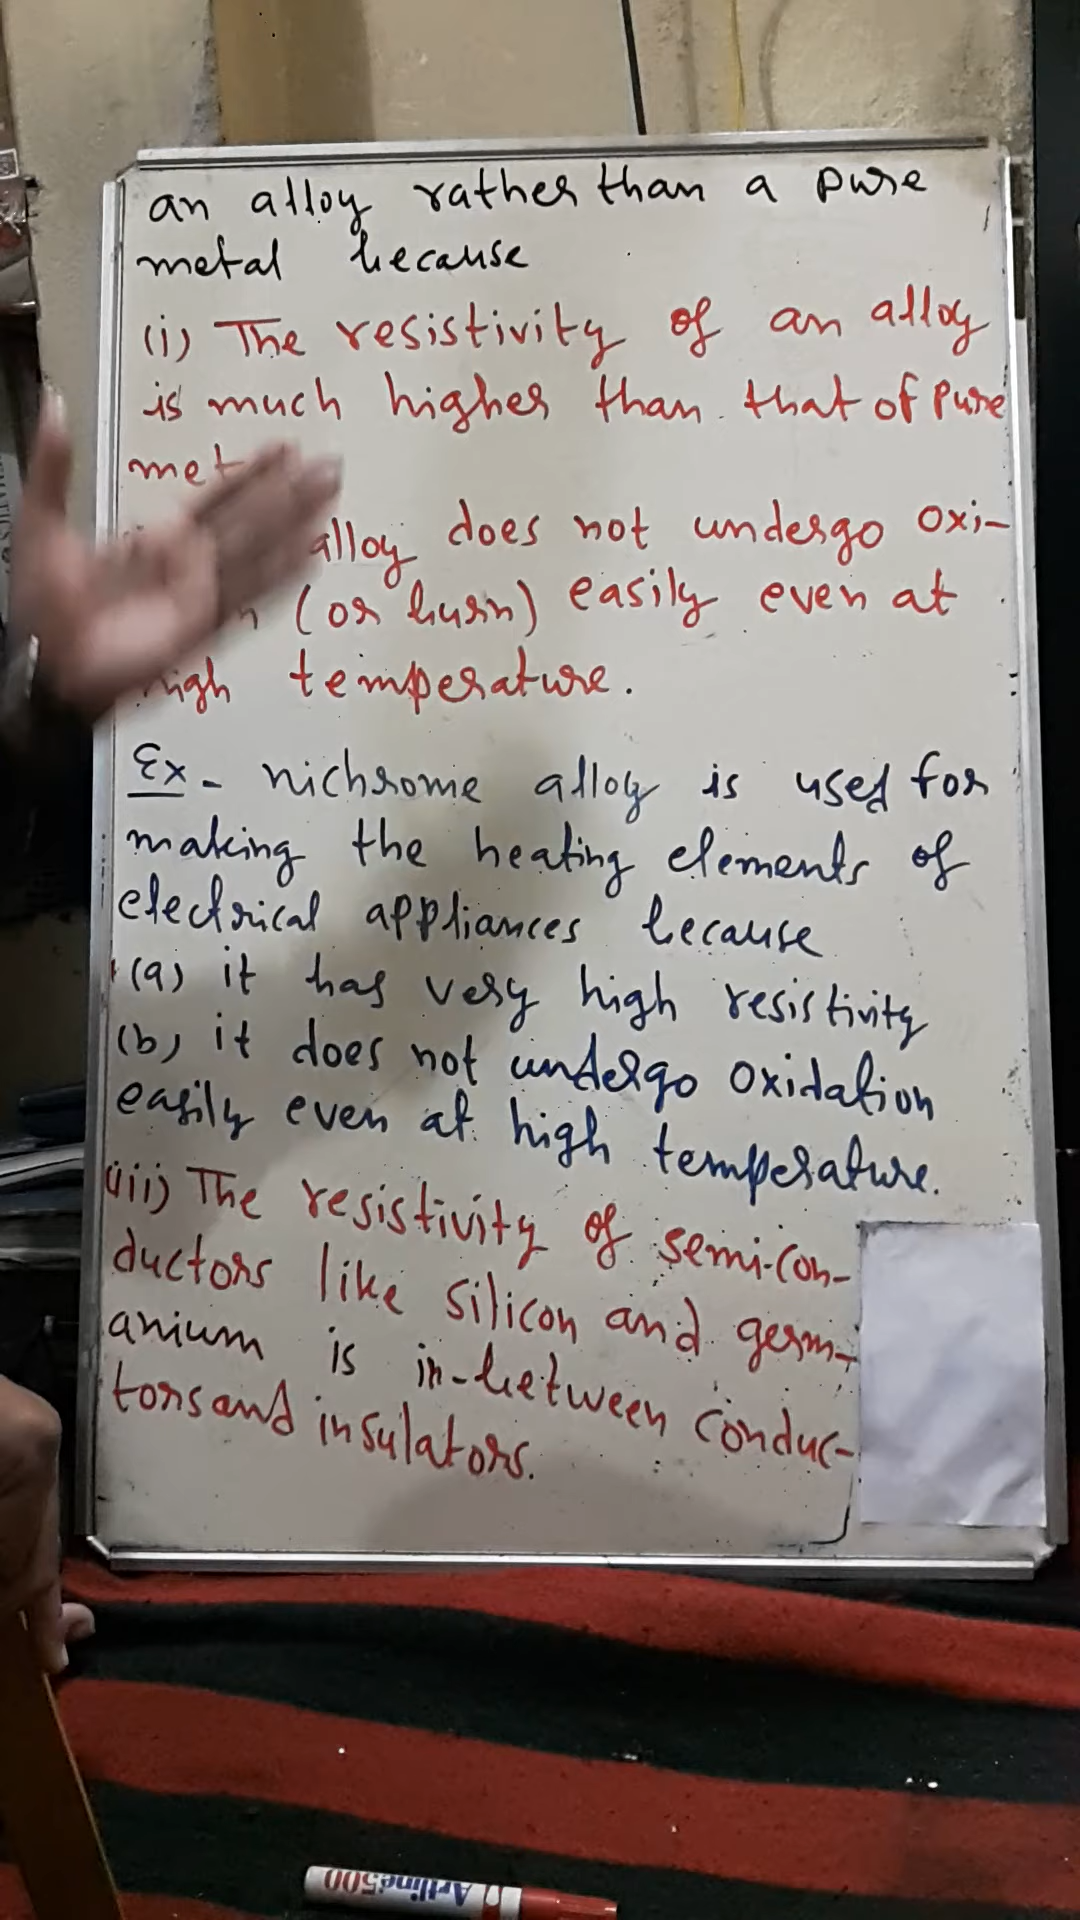 an alloy rather than a pure
metal because
(i) The resistivity of an alloy
is much higher than that of pure
alloy does not undergo oxi-
(or burn) easily even at
high temperature.
Ex- nichrome alloy is used for
making the heating elements of
electrical appliances because
(a) it has very high resistivity
(b) it does not undergo oxidation
easily even at high temperature.
(iii) The resistivity of semi-con-
ductors like silicon and germ-
anium is in-between conduc-
tors and insulators.
Artline 500